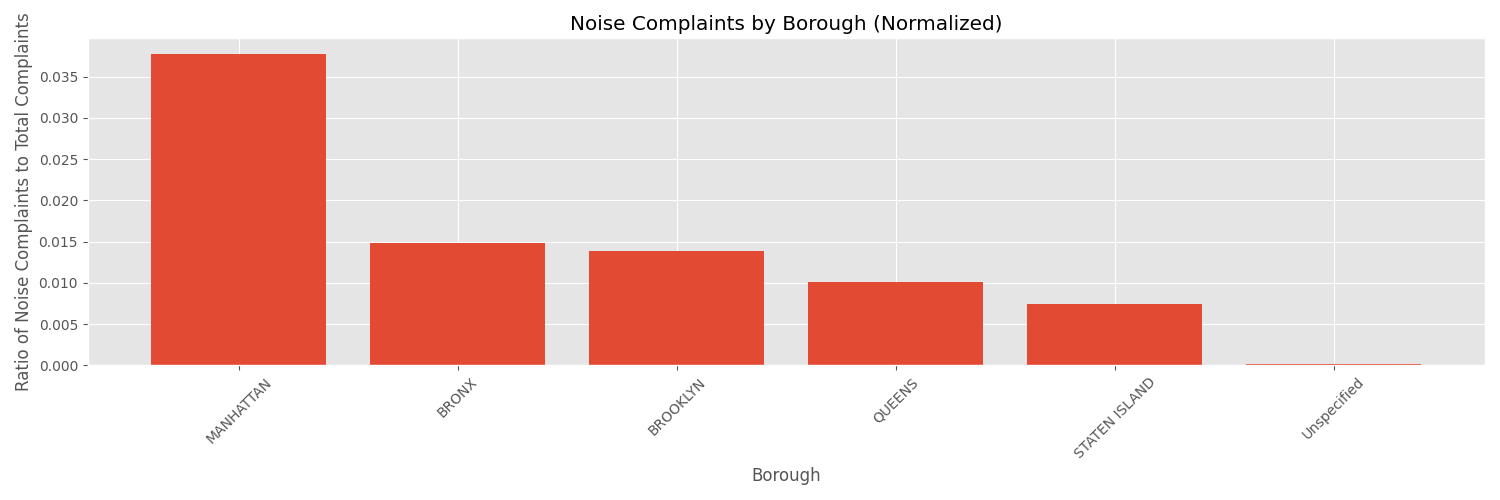 Noise Complaints by Borough (Normalized)
Ratio of Noise Complaints to Total Complaints
0.035
0.030
0.025
0.020
0.015
0.010
0.005
0.000
MANHATTAN
BRONX
BROOKLYN
QUEENS
STATEN ISLAND
Unspecified
Borough